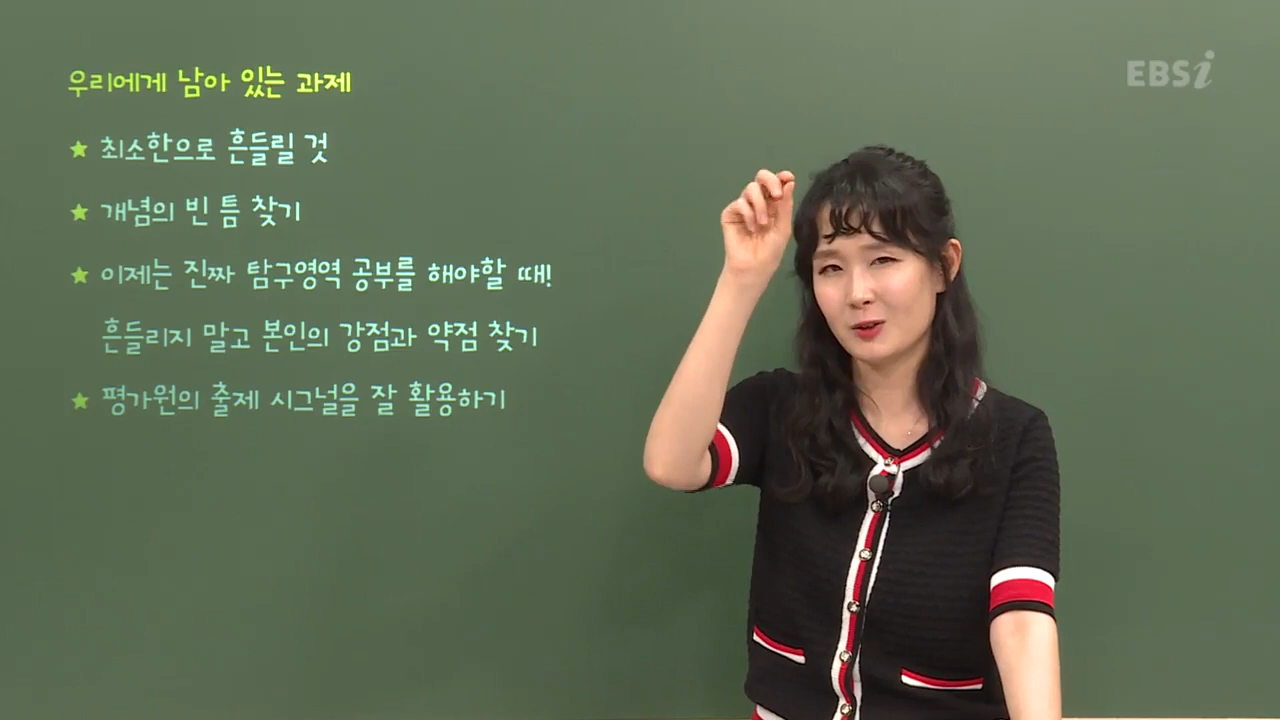 우리에게 남아 있는 과제
EBSi
★ 최소한으로 흔들릴 것
★ 개념의 빈 틈 찾기
★ 이제는 진짜 탐구영역 공부를 해야할 때!
흔들리지 말고 본인의 강점과 약점 찾기
★ 평가원의 출제 시그널을 잘 활용하기